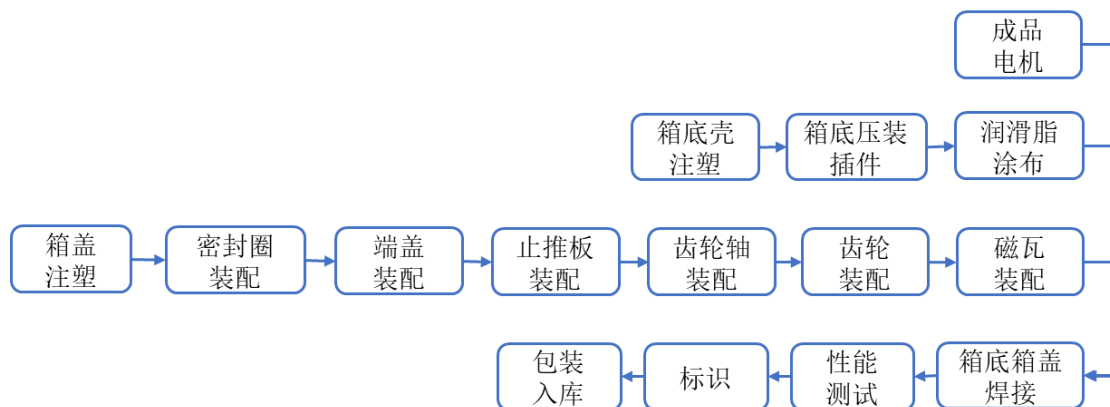 成品
电机
箱底壳
注塑
箱底压装
插件
润滑脂
涂布
箱盖
注塑
密封圈
装配
端盖
装配
止推板
装配
齿轮轴
装配
齿轮
装配
磁瓦
装配
箱底箱盖
焊接
性能
测试
标识
包装
入库